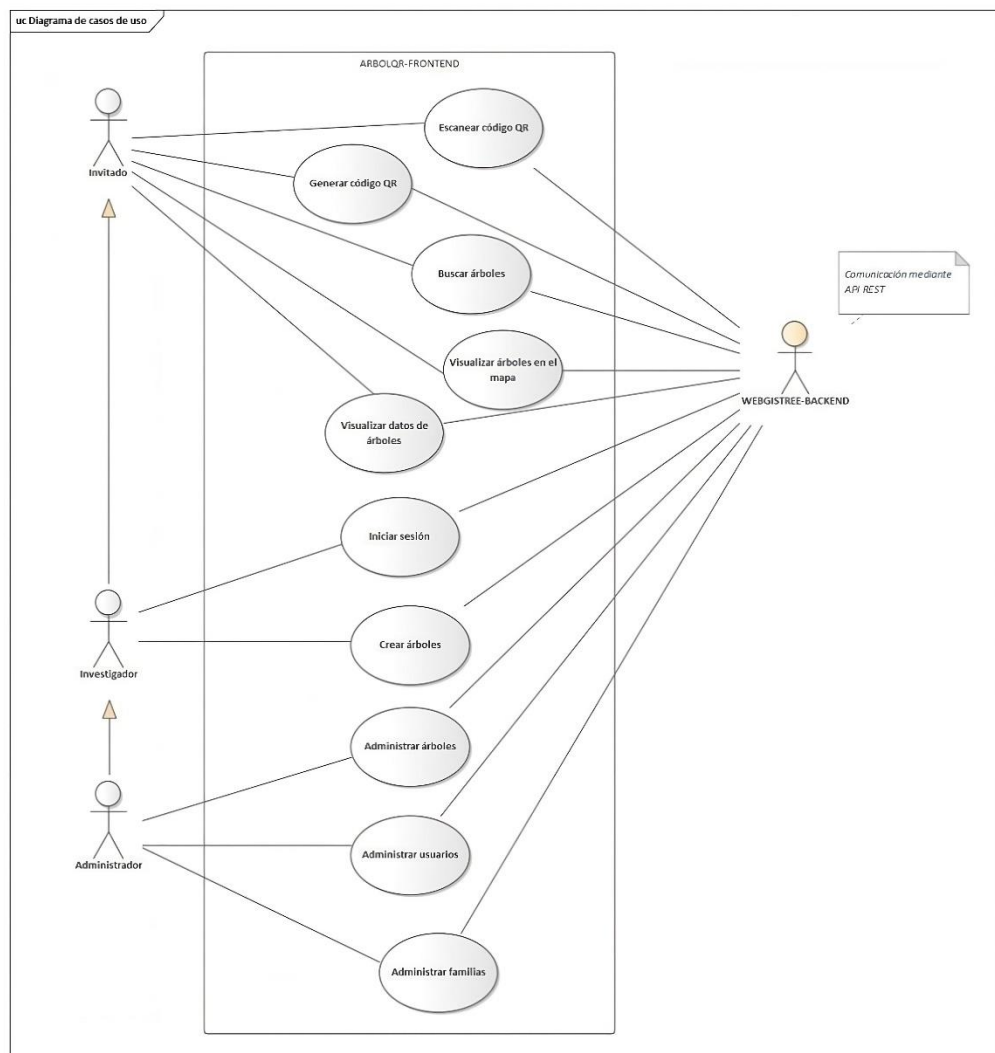 uc Diagrama de casos de uso
ARBOLQR-FRONTEND
Escanear código QR
Invitado
Generar código QR
Buscar árboles
Comunicación mediante
API REST
Visualizar árboles en el
mapa
WEBGISTREE-BACKEND
Visualizar datos de
árboles
Iniciar sesión
Crear árboles
Investigador
Administrar árboles
Administrar usuarios
Administrador
Administrar familias